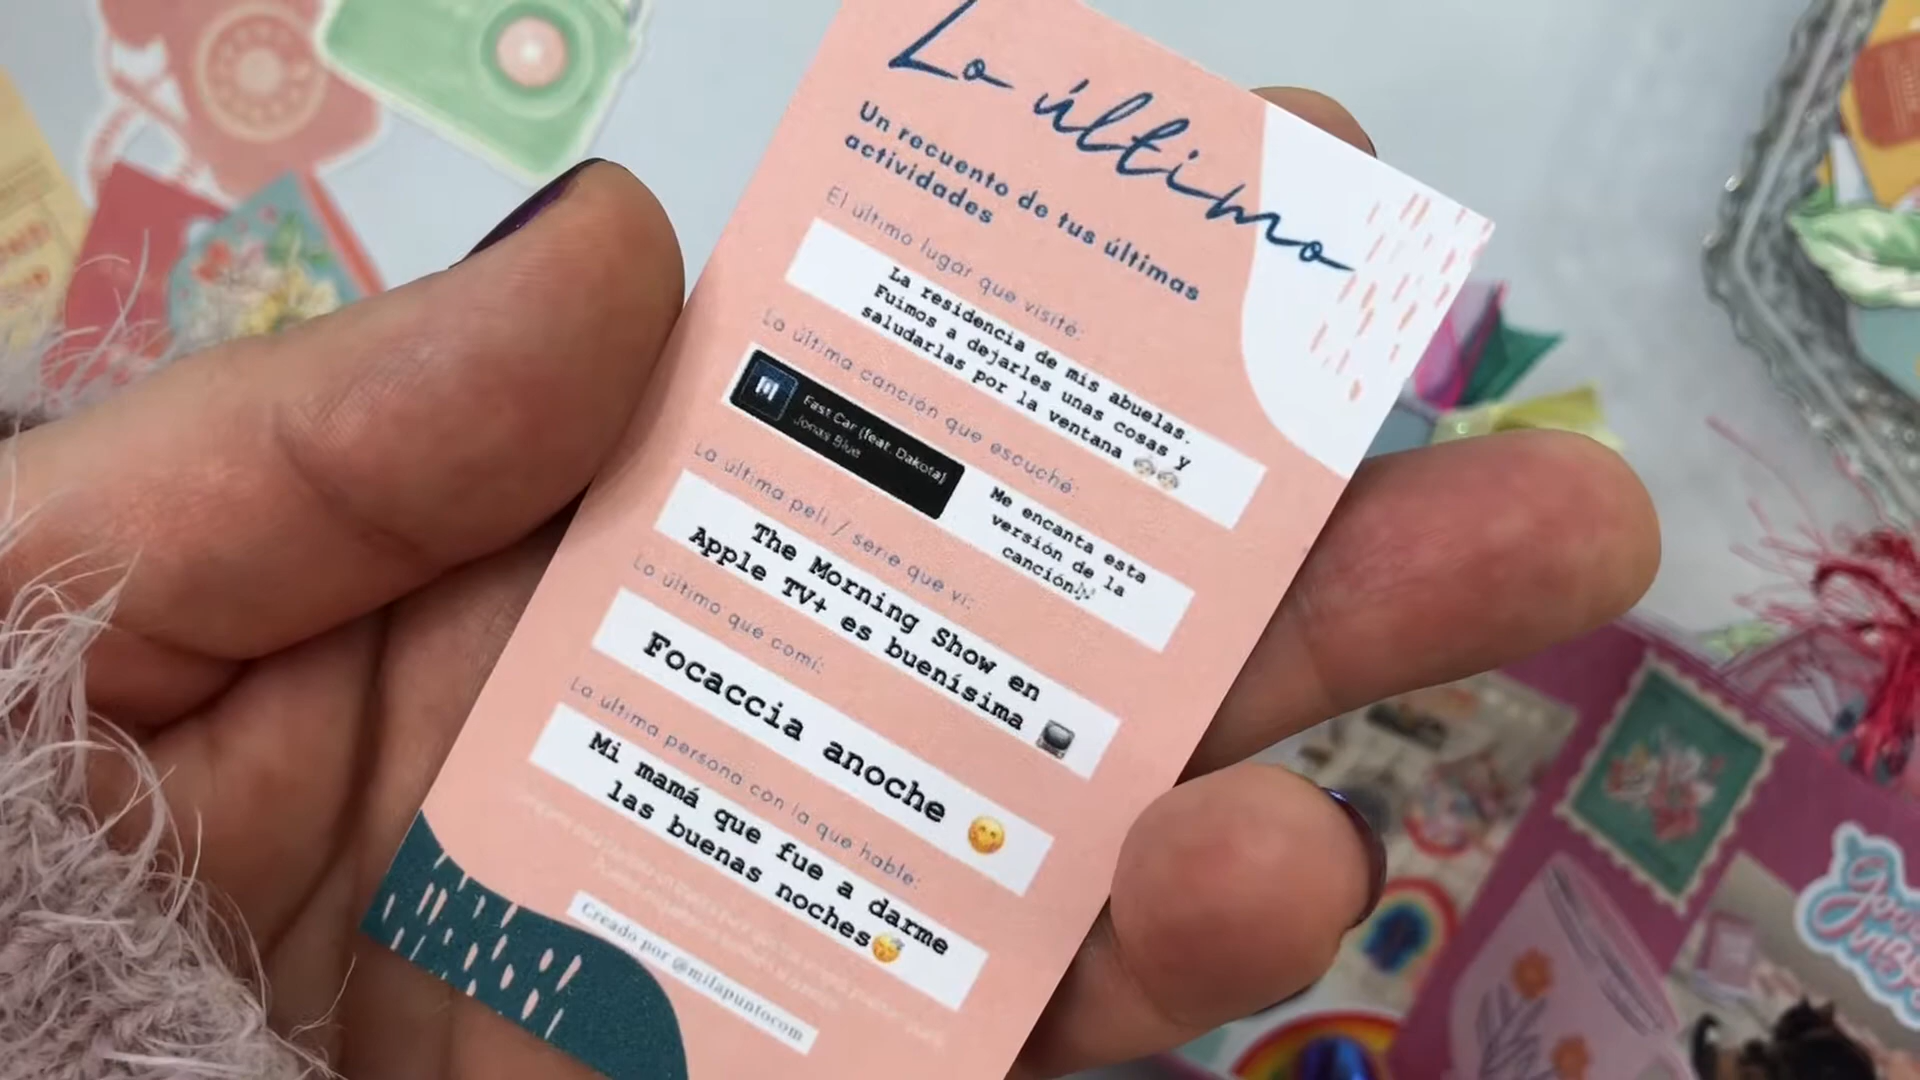 Lo último
Un recuento de tus últimas
actividades
El último lugar que visité:
La residencia de mis abuelas.
Fuimos a dejarles unas cosas y
saludarlas por la ventana 👵🏻👵🏻
La última canción que escuché:
Fast Car (feat. Dakota)
Jonas Blue
Me encanta esta
versión de la
canción🎶
La última peli / serie que vi:
The Morning Show en
Apple TV+ es buenísima 📺
Lo último que comí:
Focaccia anoche 😋
La última persona con la que hablé:
Mi mamá que fue a darme
las buenas noches😴
Creado por @milapuntocom